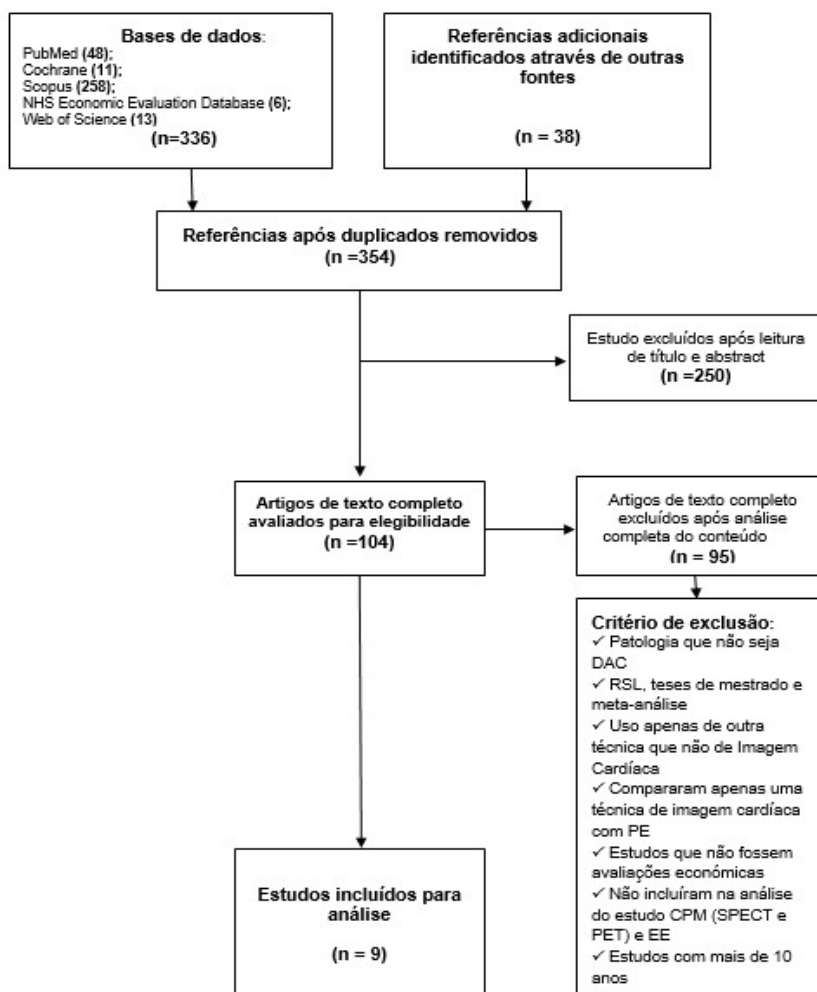 Bases de dados:
PubMed (48);
Cochrane (11);
Scopus (258);
NHS Economic Evaluation Database (6);
Web of Science (13)
(n=336)
Referências adicionais
identificados através de outras
fontes
(n = 38)
Referências após duplicados removidos
(n =354)
Estudo excluídos após leitura
de título e abstract
(n =250)
Artigos de texto completo
avaliados para elegibilidade
(n =104)
Artigos de texto completo
excluídos após análise
completa do conteúdo
(n = 95)
Critério de exclusão:
✓ Patologia que não seja
DAC
✓ RSL, teses de mestrado e
meta-análise
✓ Uso apenas de outra
técnica que não de Imagem
Cardíaca
✓ Compararam apenas uma
técnica de imagem cardíaca
com PE
✓ Estudos que não fossem
avaliações económicas
✓ Não incluíram na análise
do estudo CPM (SPECT e
PET) e EE
✓ Estudos com mais de 10
anos
Estudos incluídos para
análise
(n = 9)